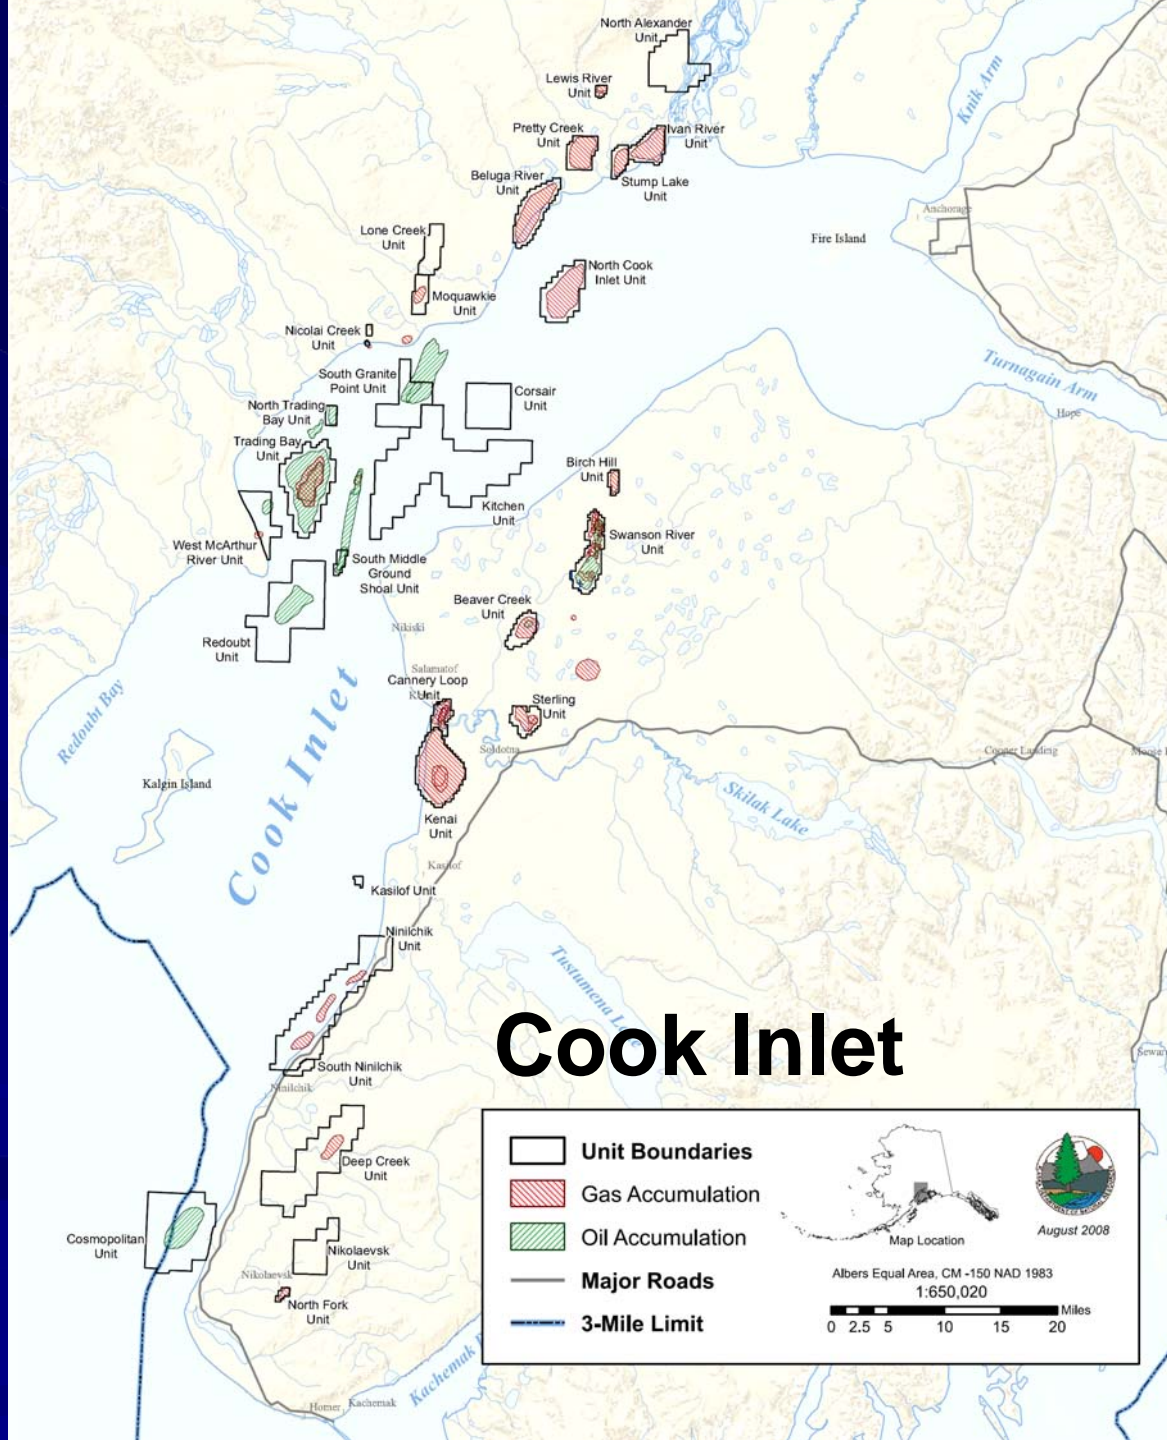 North Alexander
Unit
Lewis River
Unit
Knik Arm
Pretty Creek
Unit
Ivan River
Unit
Beluga River
Unit
Stump Lake
Unit
Anchorage
Lone Creek
Unit
Fire Island
North Cook
Inlet Unit
Moquawkie
Unit
Nicolai Creek
Unit
South Granite
Point Unit
Turnagain Arm
Corsair
Unit
North Trading
Bay Unit
Hope
Trading Bay
Unit
Birch Hill
Unit
Kitchen
Unit
Swanson River
Unit
West McArthur
River Unit
South Middle
Ground
Shoal Unit
Beaver Creek
Unit
Nikiski
Redoubt
Unit
Salamatof
Cannery Loop
Unit
Sterling
Unit
Redoubt Bay
Cook Inlet
Soldotna
Cooper Landing
Kalgin Island
Skilak Lake
Kenai
Unit
Kasilof
Kasilof Unit
Ninilchik
Unit
Tustumena Lake
Cook Inlet
South Ninilchik
Unit
Ninilchik
Deep Creek
Unit
Cosmopolitan
Unit
Nikolaevsk
Unit
Nikolaevsk
North Fork
Unit
Kachemak
Homer
Kachemak
Unit Boundaries
Gas Accumulation
Oil Accumulation
Major Roads
3-Mile Limit
Map Location
August 2008
Albers Equal Area, CM -150 NAD 1983
1:650,020
Miles
0 2.5 5 10 15 20